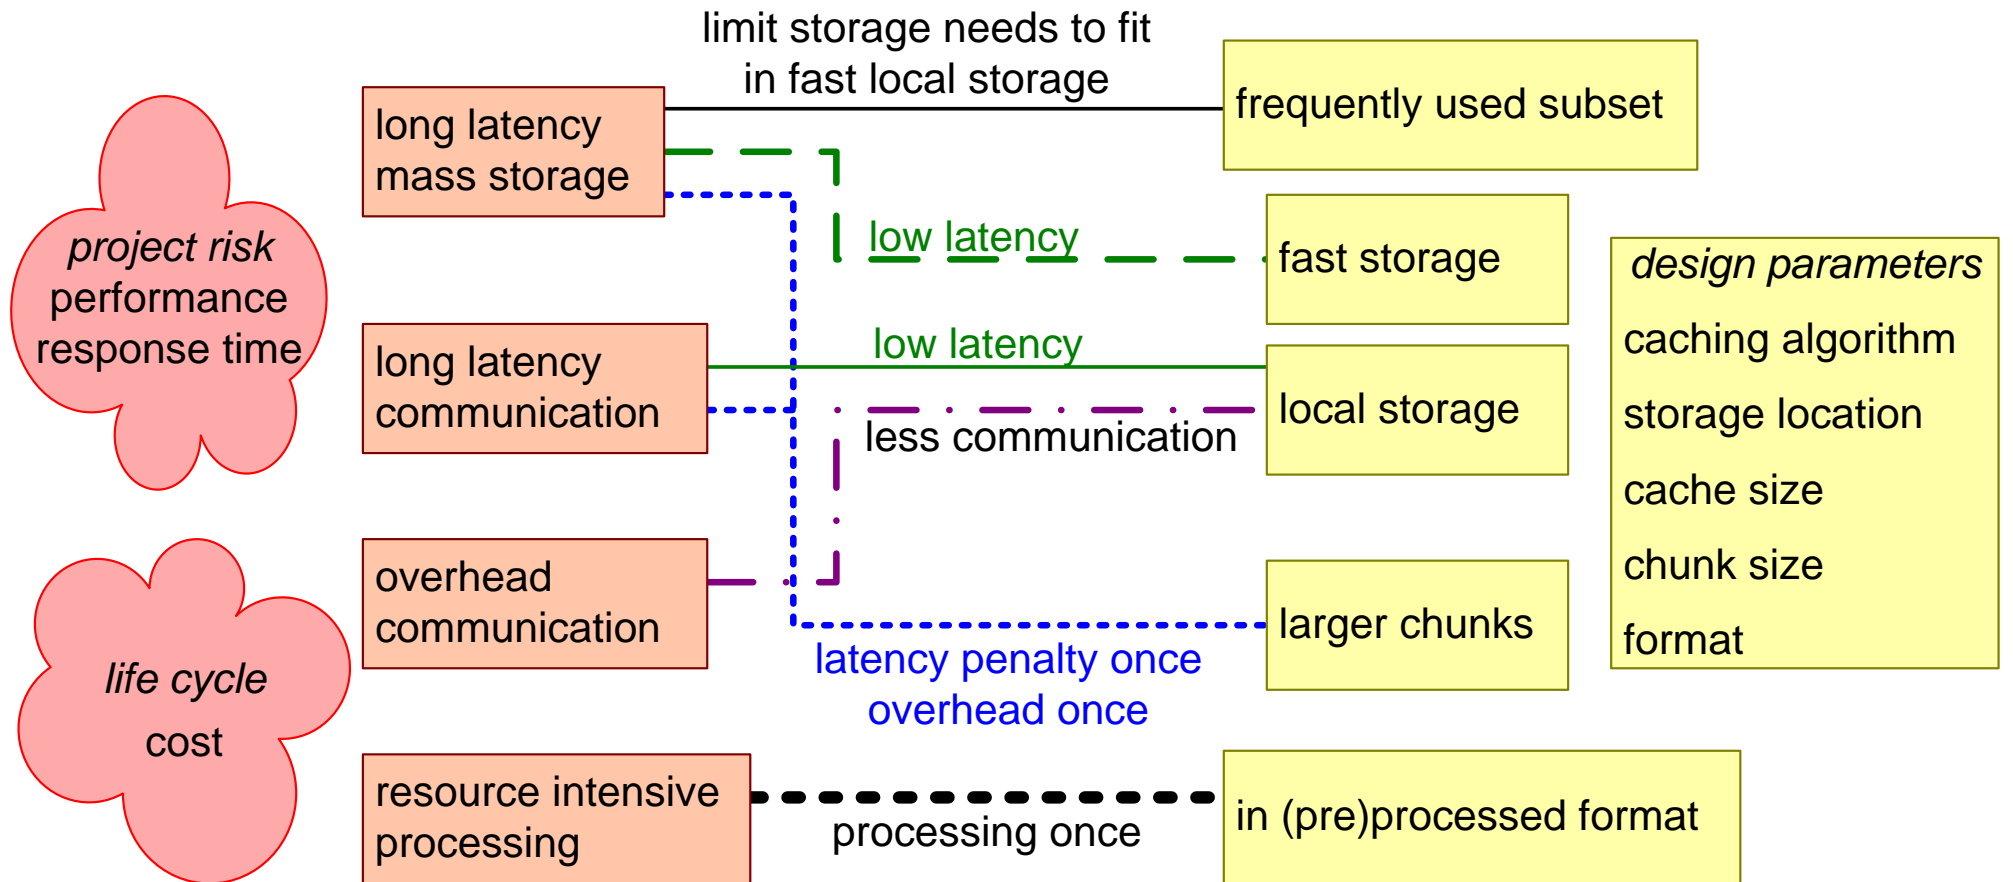 limit storage needs to fit
in fast local storage
project risk
performance
response time
life cycle
cost
long latency
mass storage
long latency
communication
overhead
communication
resource intensive
processing
low latency
low latency
less communication
latency penalty once
overhead once
processing once
frequently used subset
fast storage
local storage
larger chunks
in (pre)processed format
design parameters
caching algorithm
storage location
cache size
chunk size
format